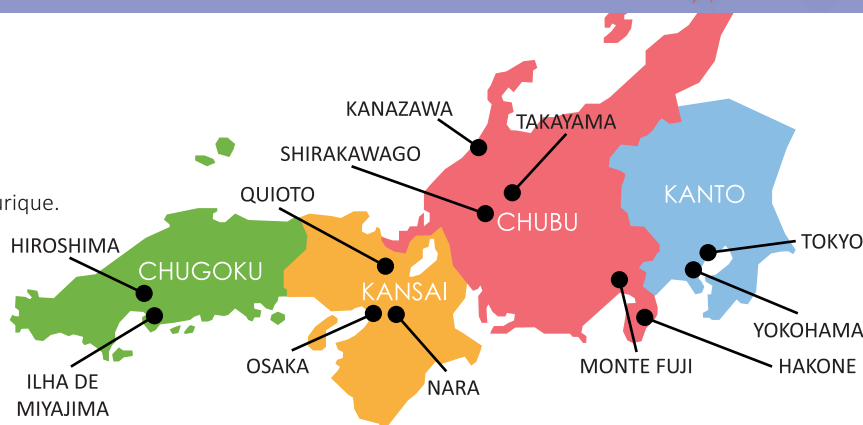 KANAZAWA
TAKAYAMA
SHIRAKAWAGO
QUIOTO
KANTO
CHUBU
HIROSHIMA
TOKYO
CHUGOKU
KANSAI
YOKOHAMA
OSAKA
MONTE FUJI
HAKONE
NARA
ILHA DE
MIYAJIMA